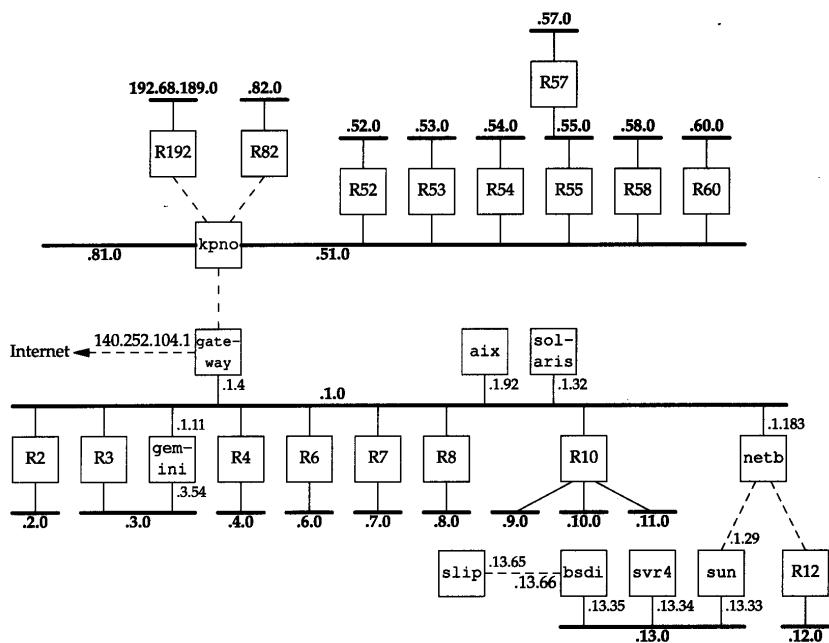 .57.0
R57
192.68.189.0 .82.0
.52.0 .53.0 .54.0 .55.0 .58.0 .60.0
R192 R82
R52 R53 R54 R55 R58 R60
kpno
.81.0 .51.0
140.252.104.1
Internet
gate-
way
aix
sol-
aris
.1.4 .1.92 .1.32
.1.0
.1.11 .1.183
R2 R3 gem-
ini R4 R6 R7 R8 R10 netb
.3.54
.2.0 .3.0 .4.0 .6.0 .7.0 .8.0 .9.0 .10.0 .11.0
.1.29
slip .13.65
.13.66 bsdi svr4 sun R12
.13.35 .13.34 .13.33
.13.0 .12.0